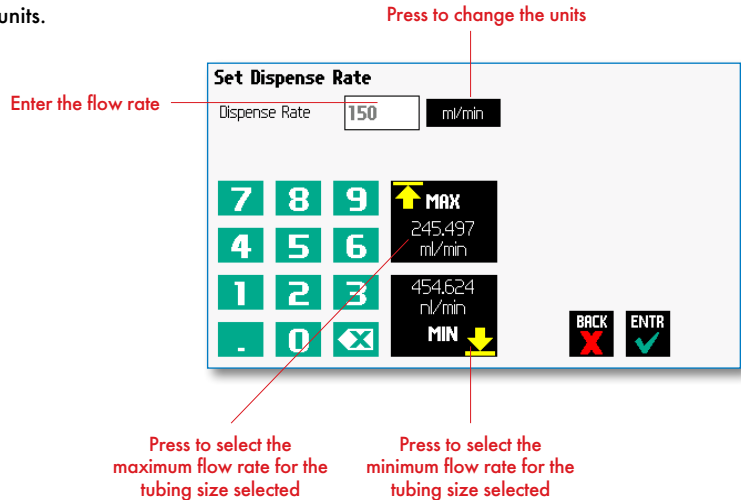 units.
Press to change the units
Set Dispense Rate
Enter the flow rate
Dispense Rate 150 ml/min
7 8 9 MAX
245.497
ml/min
4 5 6
1 2 3 454.624
nl/min
. 0 MIN
BACK ENTR
Press to select the
maximum flow rate for the
tubing size selected
Press to select the
minimum flow rate for the
tubing size selected